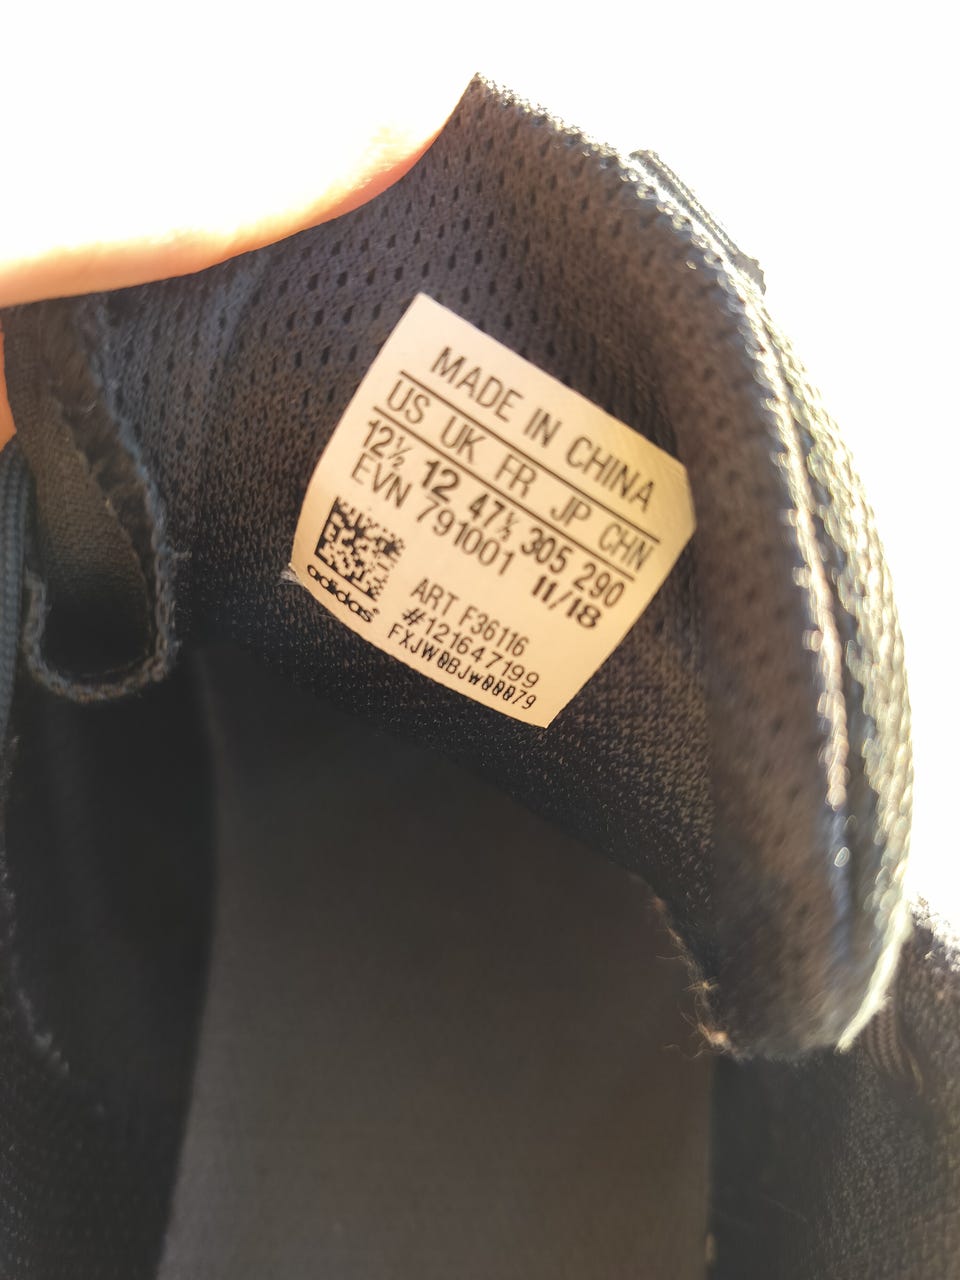 MADE IN CHINA
US UK FR JP CHN
12½ 12 47⅓ 305 290
EVN 791001 11/18
ART F36116
#121647199
FXJW0BJW00079
adidas